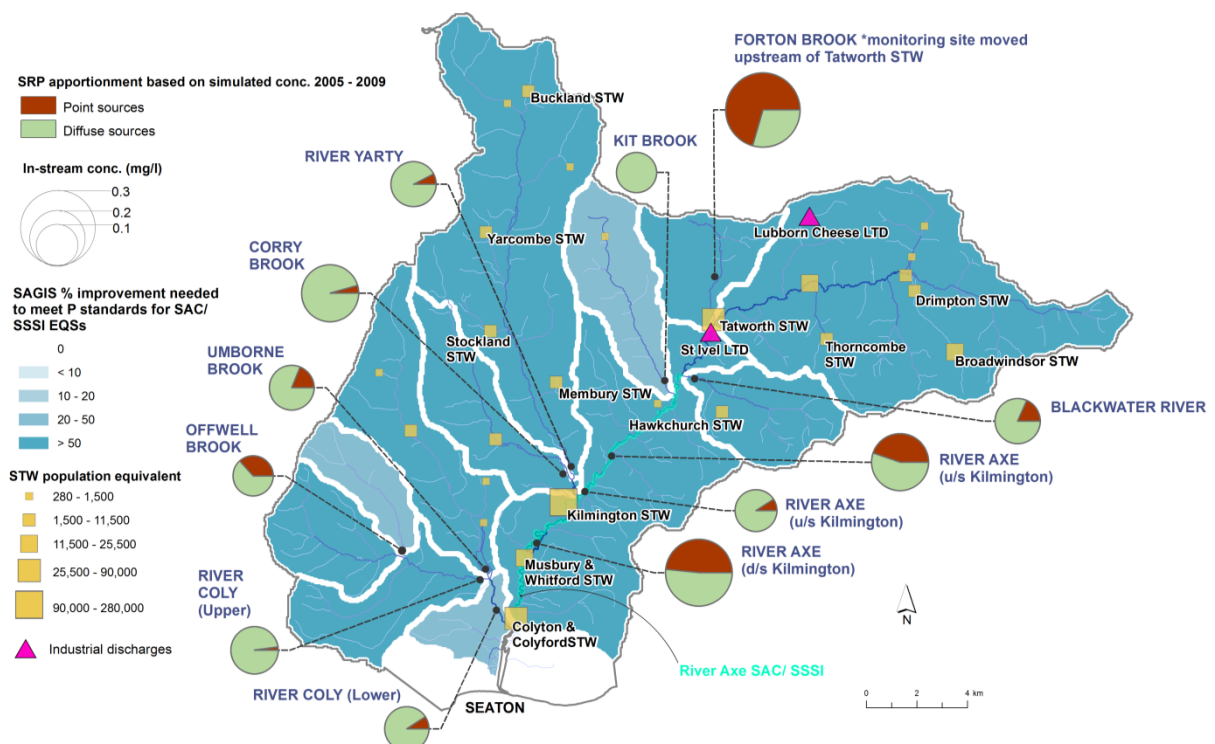 SRP apportionment based on simulated conc. 2005 - 2009
Point sources
Diffuse sources
In-stream conc. (mg/l)
0.3
0.2
0.1
SAGIS % improvement needed
to meet P standards for SAC/
SSSI EQSs
0
< 10
10 - 20
20 - 50
> 50
STW population equivalent
280 - 1,500
1,500 - 11,500
11,500 - 25,500
25,500 - 90,000
90,000 - 280,000
Industrial discharges
FORTON BROOK *monitoring site moved
upstream of Tatworth STW
Buckland STW
KIT BROOK
RIVER YARTY
Lubborn Cheese LTD
Yarcombe STW
CORRY
BROOK
Drimpton STW
Tatworth STW
St Ivel LTD
Thorncombe
STW
Broadwindsor STW
Stockland
STW
UMBORNE
BROOK
Membury STW
Hawkchurch STW
BLACKWATER RIVER
OFFWELL
BROOK
RIVER AXE
(u/s Kilmington)
Kilmington STW
RIVER AXE
(u/s Kilmington)
RIVER AXE
(d/s Kilmington)
Musbury &
Whitford STW
RIVER
COLY
(Upper)
Colyton &
ColyfordSTW
N
River Axe SAC/ SSSI
RIVER COLY (Lower)
SEATON
0 2 4 km